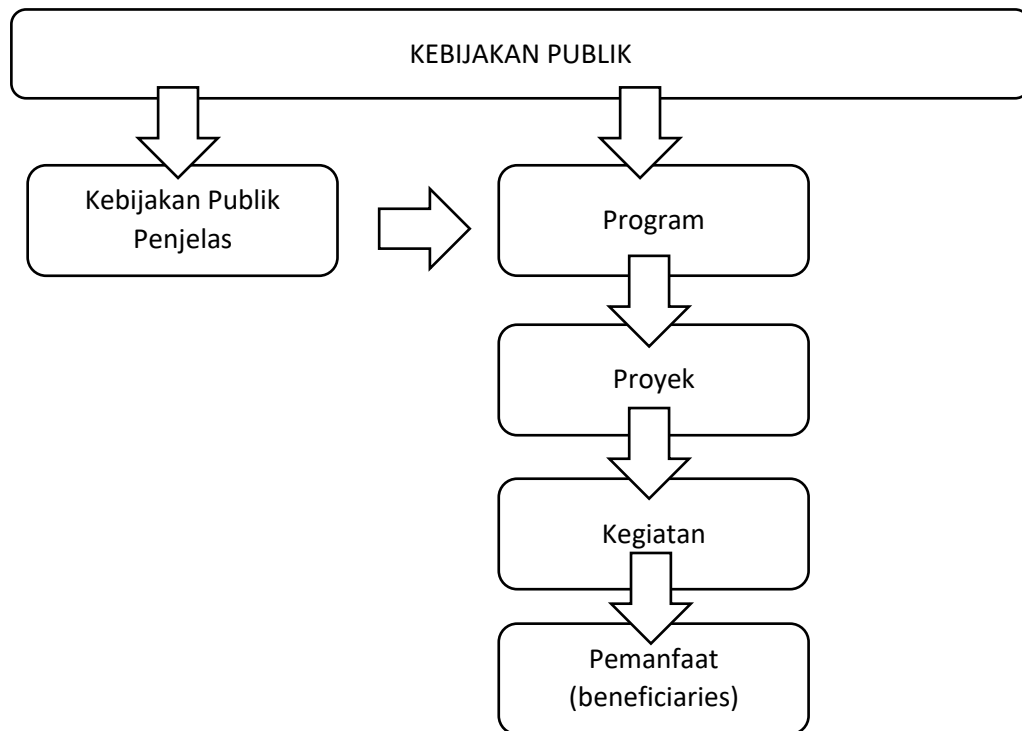 KEBIJAKAN PUBLIK
Kebijakan Publik
Penjelas
Program
Proyek
Kegiatan
Pemanfaat
(beneficiaries)